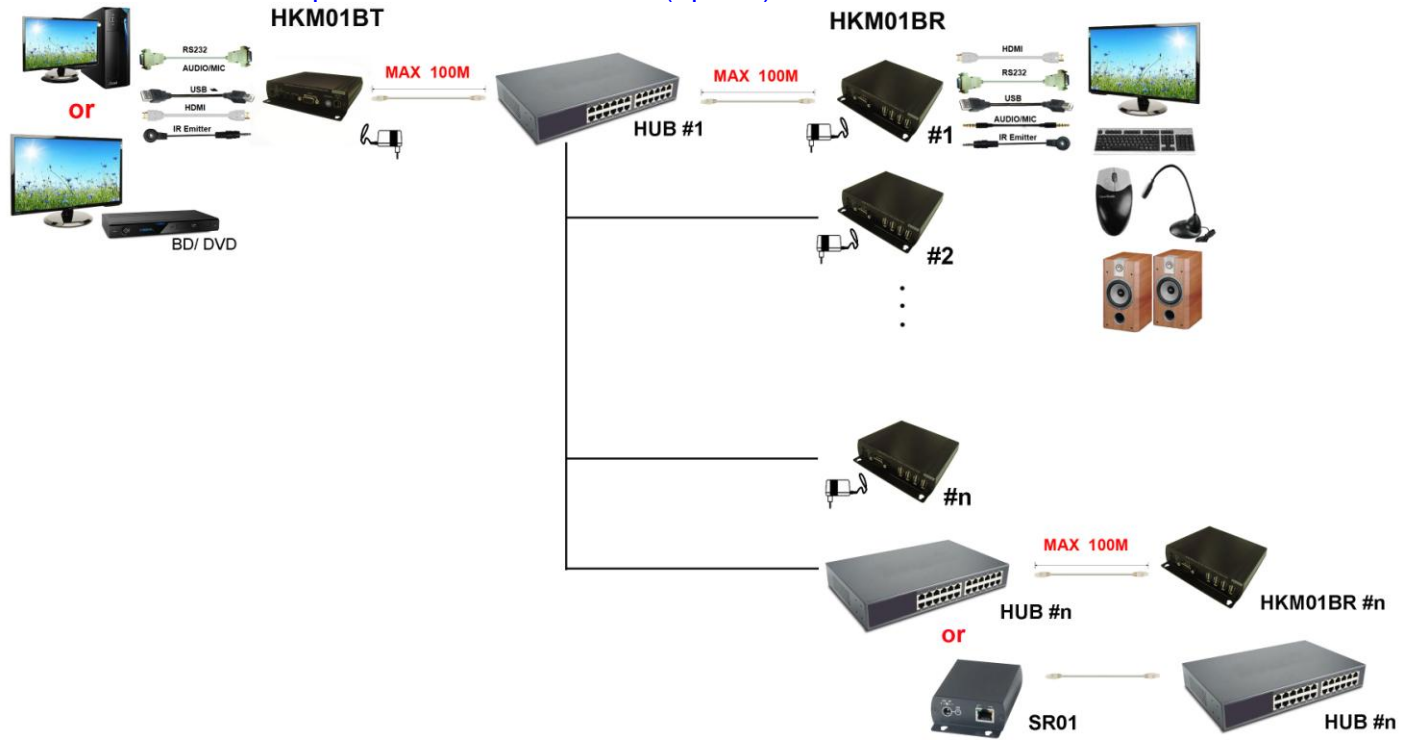 HKM01BT
HKM01BR
RS232
AUDIO/MIC
USB
HDMI
IR Emitter
or
BD/ DVD
MAX 100M
HUB #1
MAX 100M
#1
HDMI
RS232
USB
AUDIO/MIC
IR Emitter
#2
#n
HUB #n
MAX 100M
HKM01BR #n
or
SR01
HUB #n